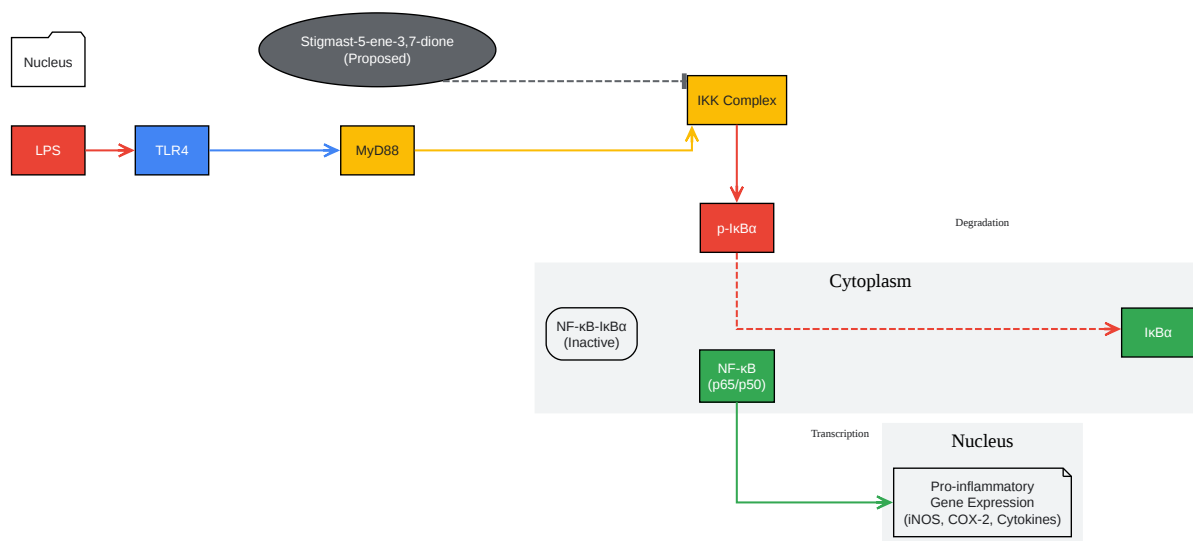 Stigmast-5-ene-3,7-dione
(Proposed)
Nucleus
IKK Complex
LPS
TLR4
MyD88
p-IκBα
Degradation
Cytoplasm
NF-κB-IκBα
(Inactive)
IκBα
NF-κB
(p65/p50)
Transcription
Nucleus
Pro-inflammatory
Gene Expression
(iNOS, COX-2, Cytokines)